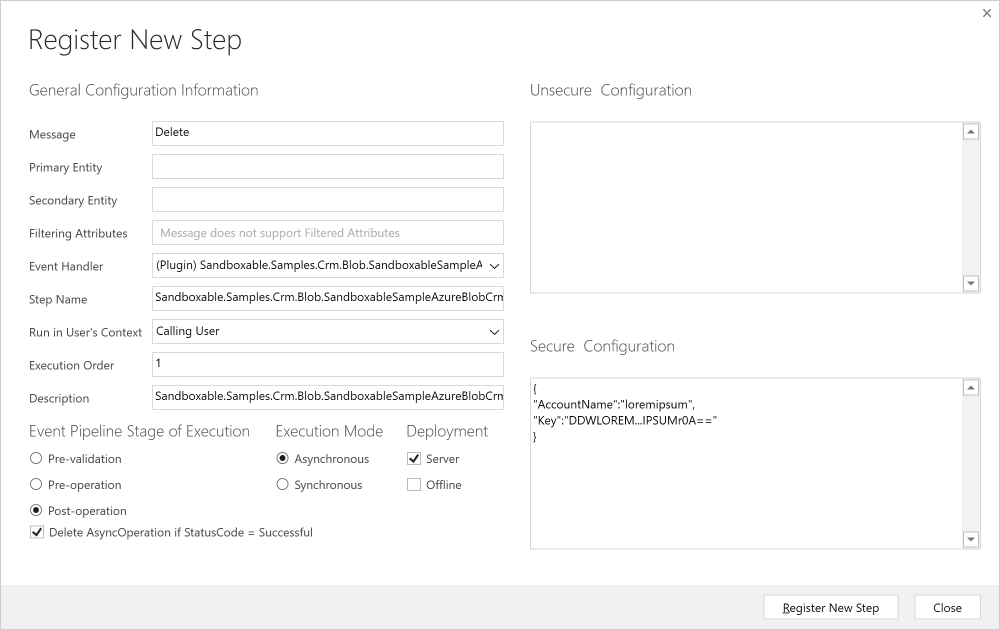 Register New Step
General Configuration Information
Message
Delete
Primary Entity
Secondary Entity
Filtering Attributes
Message does not support Filtered Attributes
Event Handler
(Plugin) Sandboxable.Samples.Crm.Blob.SandboxableSampleA
Step Name
Sandboxable.Samples.Crm.Blob.SandboxableSampleAzureBlobCrm
Run in User's Context
Calling User
Execution Order
1
Description
Sandboxable.Samples.Crm.Blob.SandboxableSampleAzureBlobCrm
Event Pipeline Stage of Execution
Pre-validation
Pre-operation
Post-operation
Execution Mode
Asynchronous
Synchronous
Deployment
Server
Offline
Delete AsyncOperation if StatusCode = Successful
Unsecure Configuration
Secure Configuration
{
"AccountName":"loremipsum",
"Key":"DDWLOREM...IPSUMr0A=="
}
Register New Step
Close